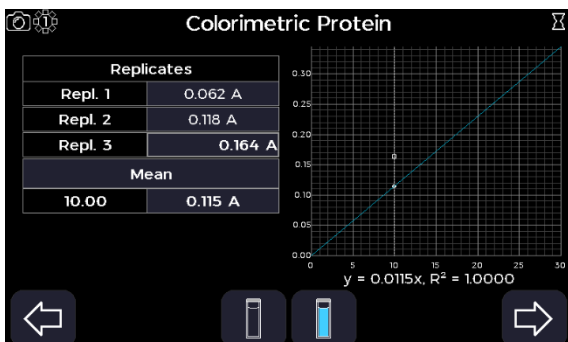 1
Colorimetric Protein
Replicates
Repl. 1 0.062 A
Repl. 2 0.118 A
Repl. 3 0.164 A
Mean
10.00 0.115 A
0.30
0.25
0.20
0.15
0.10
0.05
0.00
0 5 10 15 20 25 30
y = 0.0115x, R² = 1.0000